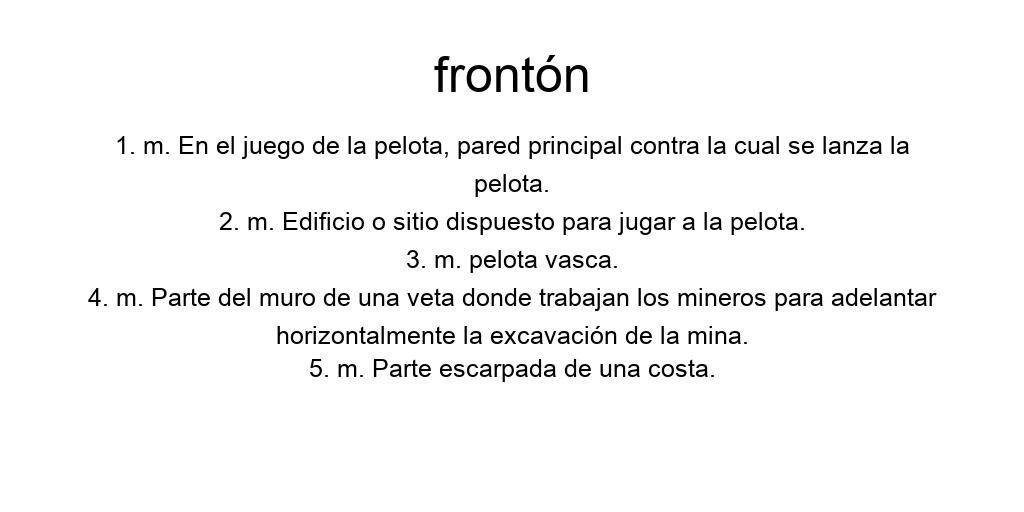 frontón
1. m. En el juego de la pelota, pared principal contra la cual se lanza la
pelota.
2. m. Edificio o sitio dispuesto para jugar a la pelota.
3. m. pelota vasca.
4. m. Parte del muro de una veta donde trabajan los mineros para adelantar
horizontalmente la excavación de la mina.
5. m. Parte escarpada de una costa.